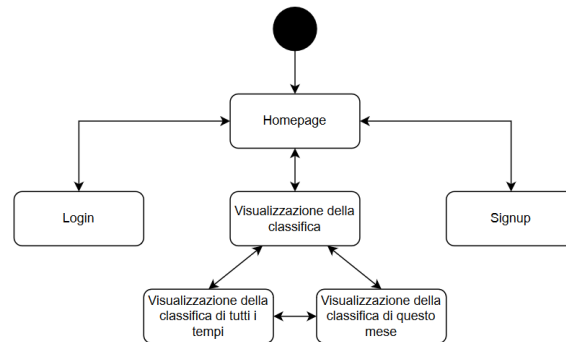 Homepage
Login
Visualizzazione della
classifica
Signup
Visualizzazione della
classifica di tutti i
tempi
Visualizzazione della
classifica di questo
mese